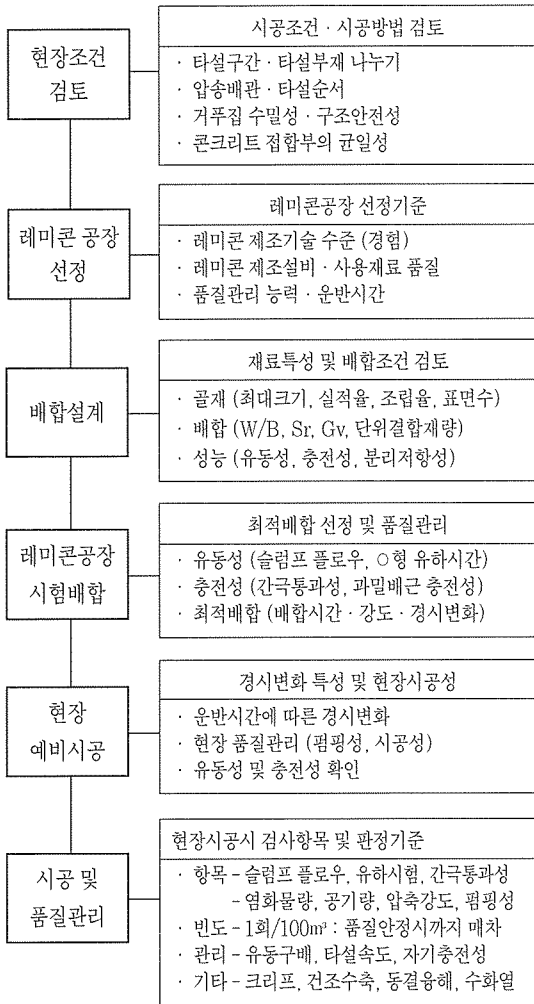 현장조건
검토
시공조건 · 시공방법 검토
· 타설구간 · 타설부재 나누기
· 압송배관 · 타설순서
· 거푸집 수밀성 · 구조안전성
· 콘크리트 접합부의 균일성
레미콘 공장
선정
레미콘공장 선정기준
· 레미콘 제조기술 수준 (경험)
· 레미콘 제조설비 · 사용재료 품질
· 품질관리 능력 · 운반시간
배합설계
재료특성 및 배합조건 검토
· 골재 (최대크기, 실적율, 조립율, 표면수)
· 배합 (W/B, Sr, Gv, 단위결합재량)
· 성능 (유동성, 충전성, 분리저항성)
레미콘공장
시험배합
최적배합 선정 및 품질관리
· 유동성 (슬럼프 플로우, O형 유하시간)
· 충전성 (간극통과성, 과밀배근 충전성)
· 최적배합 (배합시간 · 강도 · 경시변화)
현장
예비시공
경시변화 특성 및 현장시공성
· 운반시간에 따른 경시변화
· 현장 품질관리 (펌핑성, 시공성)
· 유동성 및 충전성 확인
시공 및
품질관리
현장시공시 검사항목 및 판정기준
· 항목 - 슬럼프 플로우, 유하시험, 간극통과성
- 염화물량, 공기량, 압축강도, 펌핑성
· 빈도 - 1회/100m³ : 품질안정시까지 매차
· 관리 - 유동구배, 타설속도, 자기충전성
· 기타 - 크리프, 건조수축, 동결융해, 수화열